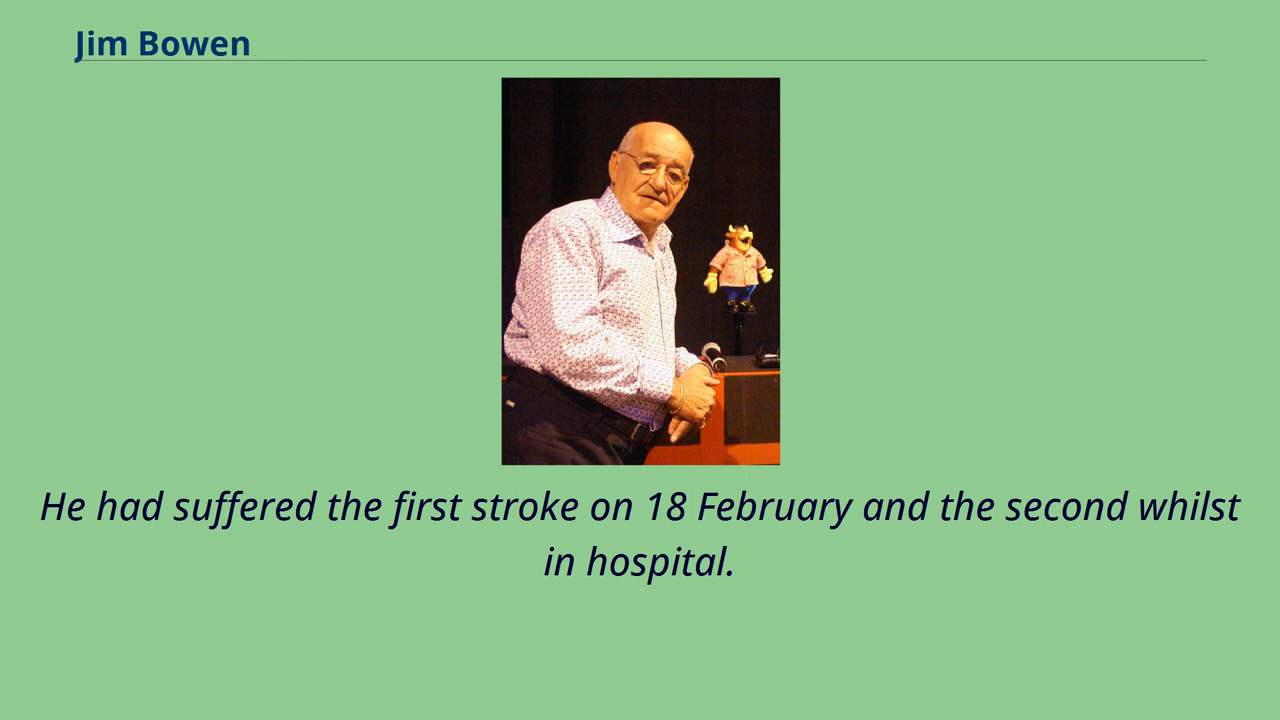 Jim Bowen
He had suffered the first stroke on 18 February and the second whilst
in hospital.